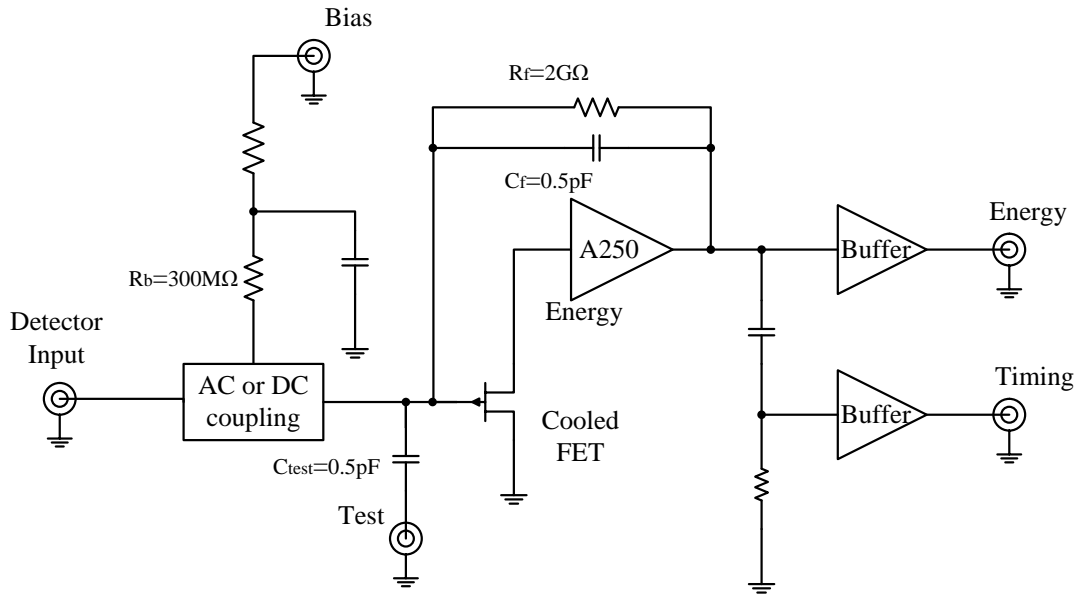 Bias
Rf=2GΩ
Cf=0.5pF
Energy
A250
Buffer
Rb=300MΩ
Energy
Detector
Input
AC or DC
coupling
Timing
Buffer
Cooled
FET
Ctest=0.5pF
Test